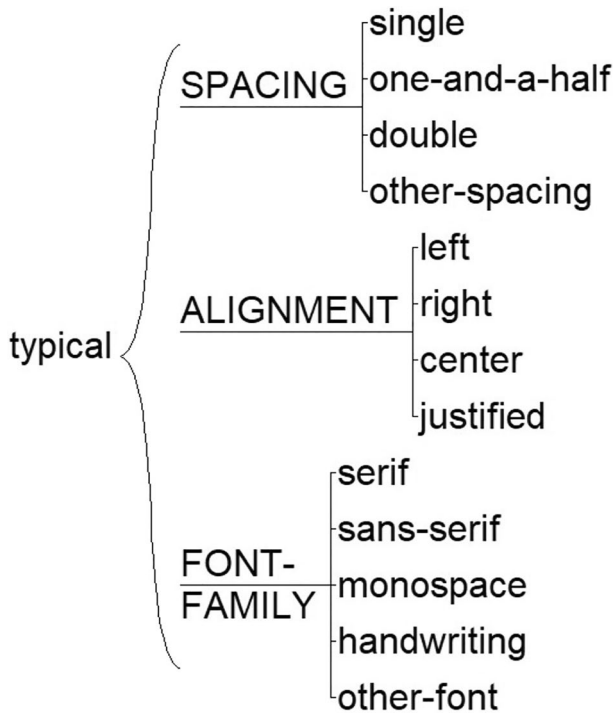 single
SPACING
one-and-a-half
double
other-spacing
left
ALIGNMENT
right
center
justified
typical
serif
sans-serif
FONT-
FAMILY
monospace
handwriting
other-font